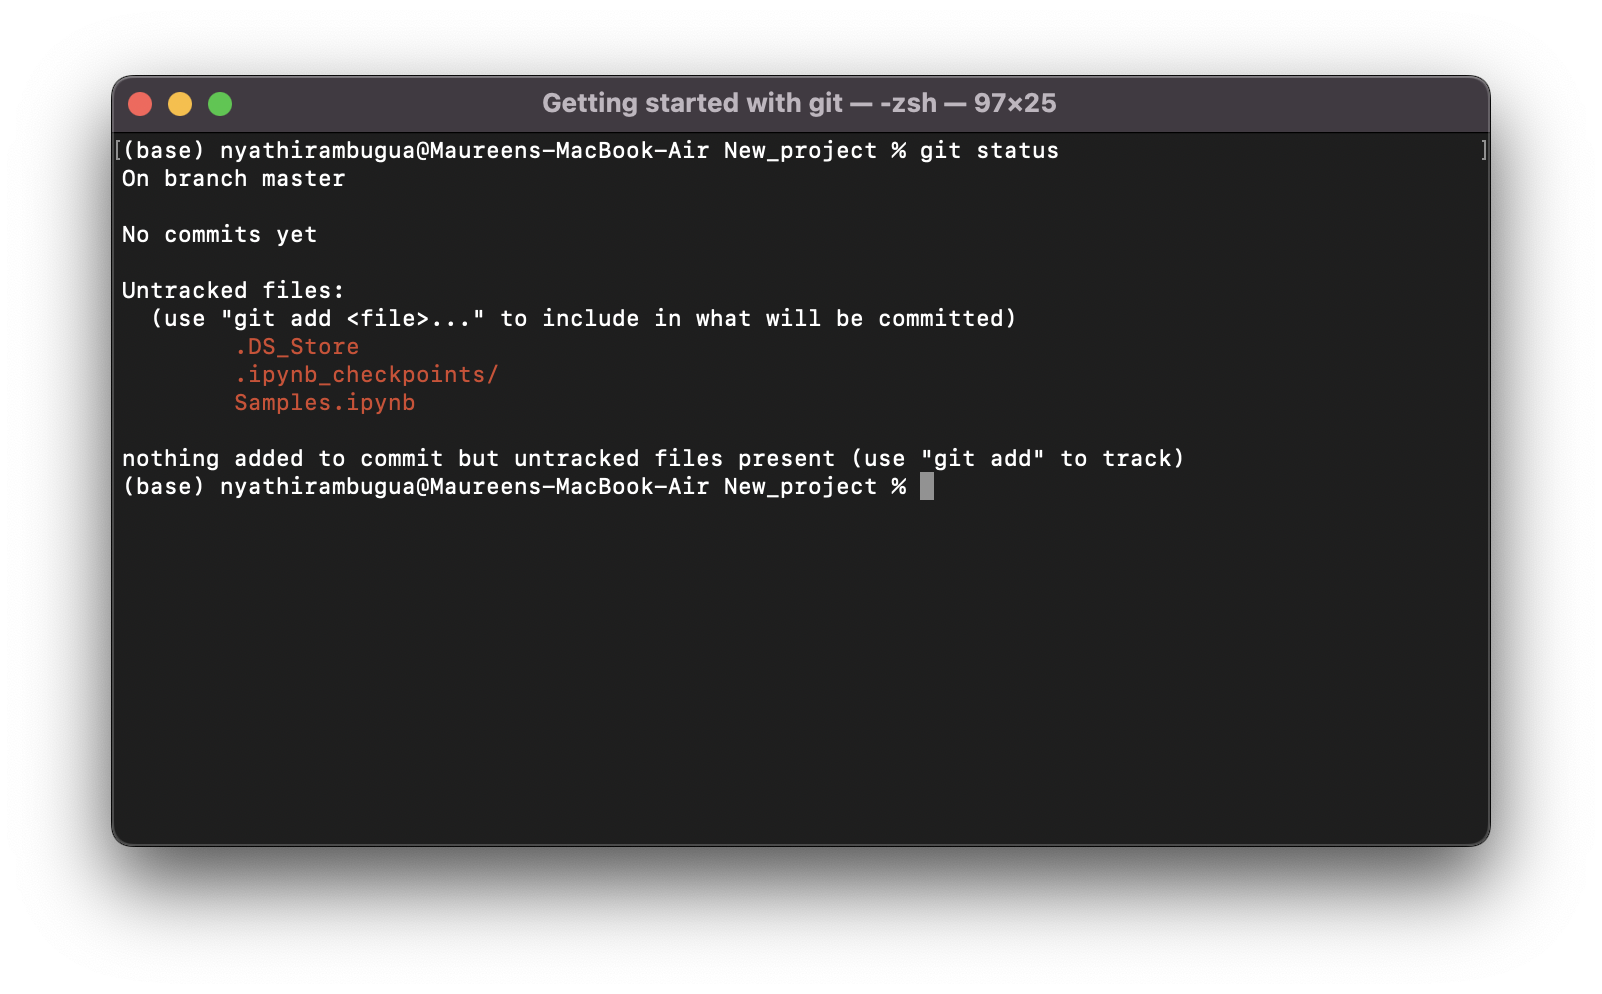 Getting started with git — -zsh — 97×25
[(base) nyathirambugua@Maureens-MacBook-Air New_project % git status ]
On branch master
No commits yet
Untracked files:
  (use "git add <file>..." to include in what will be committed)
        .DS_Store
        .ipynb_checkpoints/
        Samples.ipynb
nothing added to commit but untracked files present (use "git add" to track)
(base) nyathirambugua@Maureens-MacBook-Air New_project %